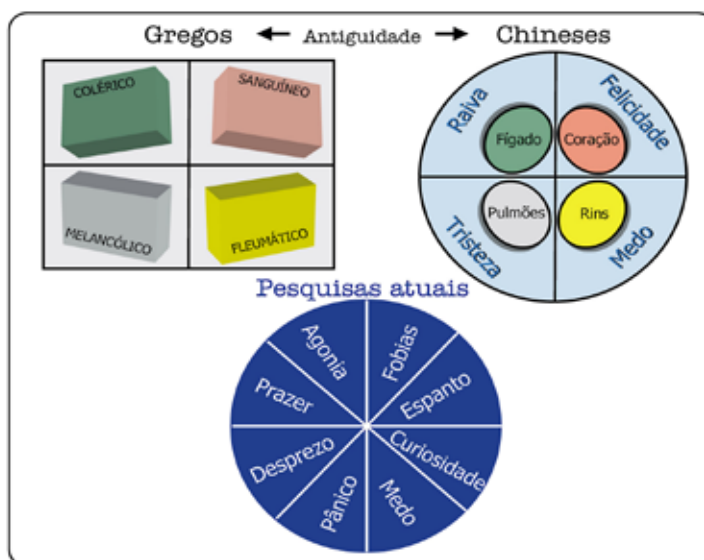 Gregos Antiguidade Chineses
COLÉRICO
SANGUÍNEO
MELANCÓLICO
FLEUMÁTICO
Raiva
Felicidade
Fígado
Coração
Pulmões
Rins
Tristeza
Medo
Pesquisas atuais
Agonia
Fobias
Prazer
Espanto
Desprezo
Curiosidade
Pânico
Medo